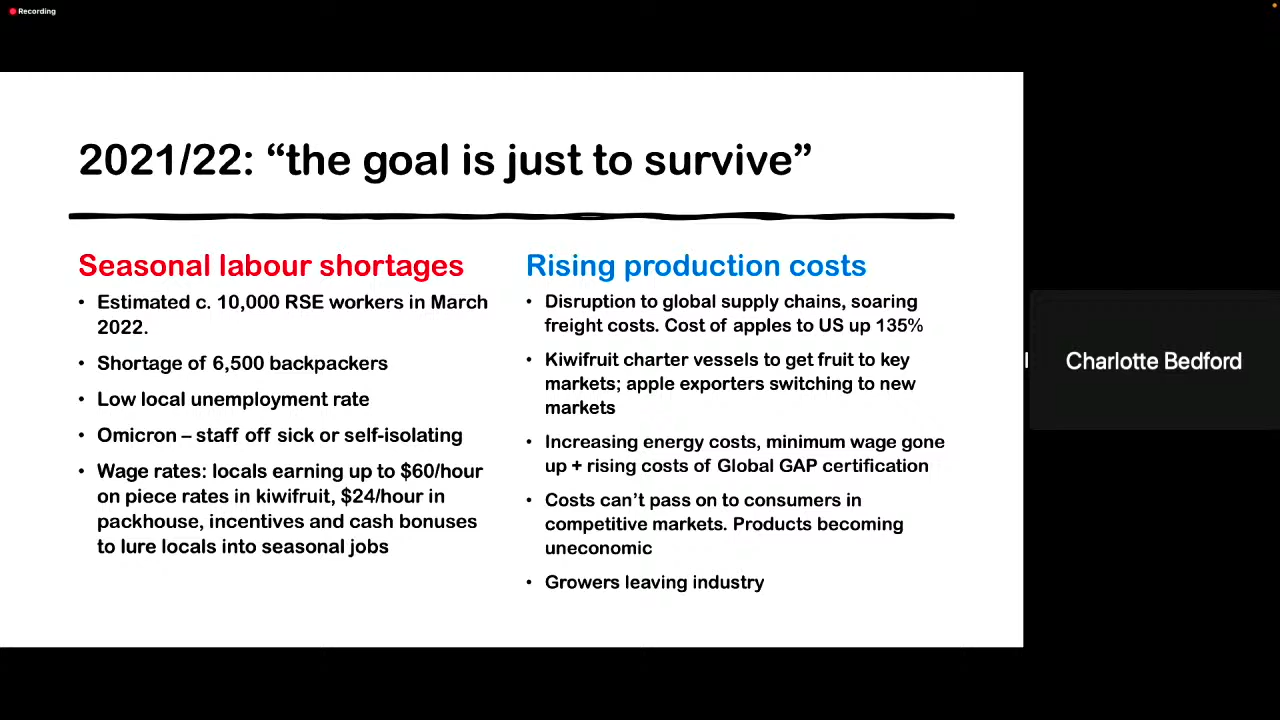 Recording
2021/22: “the goal is just to survive”
Seasonal labour shortages
• Estimated c. 10,000 RSE workers in March
2022.
• Shortage of 6,500 backpackers
• Low local unemployment rate
• Omicron – staff off sick or self-isolating
• Wage rates: locals earning up to $60/hour
on piece rates in kiwifruit, $24/hour in
packhouse, incentives and cash bonuses
to lure locals into seasonal jobs
Rising production costs
• Disruption to global supply chains, soaring
freight costs. Cost of apples to US up 135%
• Kiwifruit charter vessels to get fruit to key
markets; apple exporters switching to new
markets
• Increasing energy costs, minimum wage gone
up + rising costs of Global GAP certification
• Costs can’t pass on to consumers in
competitive markets. Products becoming
uneconomic
• Growers leaving industry
Charlotte Bedford